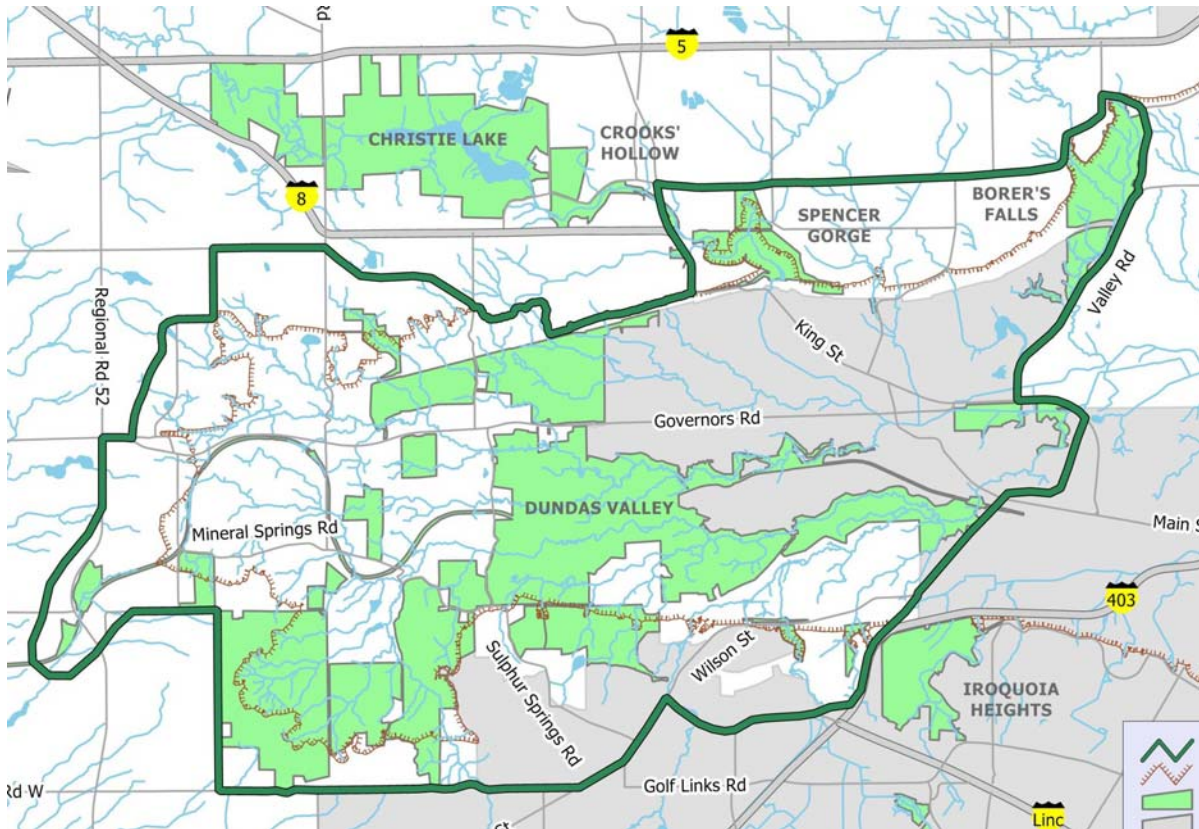 5
CHRISTIE LAKE
CROOKS'
HOLLOW
8
SPENCER
GORGE
BORER'S
FALLS
Valley Rd
Regional Rd 52
King St
Governors Rd
DUNDAS VALLEY
Mineral Springs Rd
Main
403
Sulphur Springs Rd
Wilson St
IROQUOIA
HEIGHTS
Rd W
Golf Links Rd
Linc